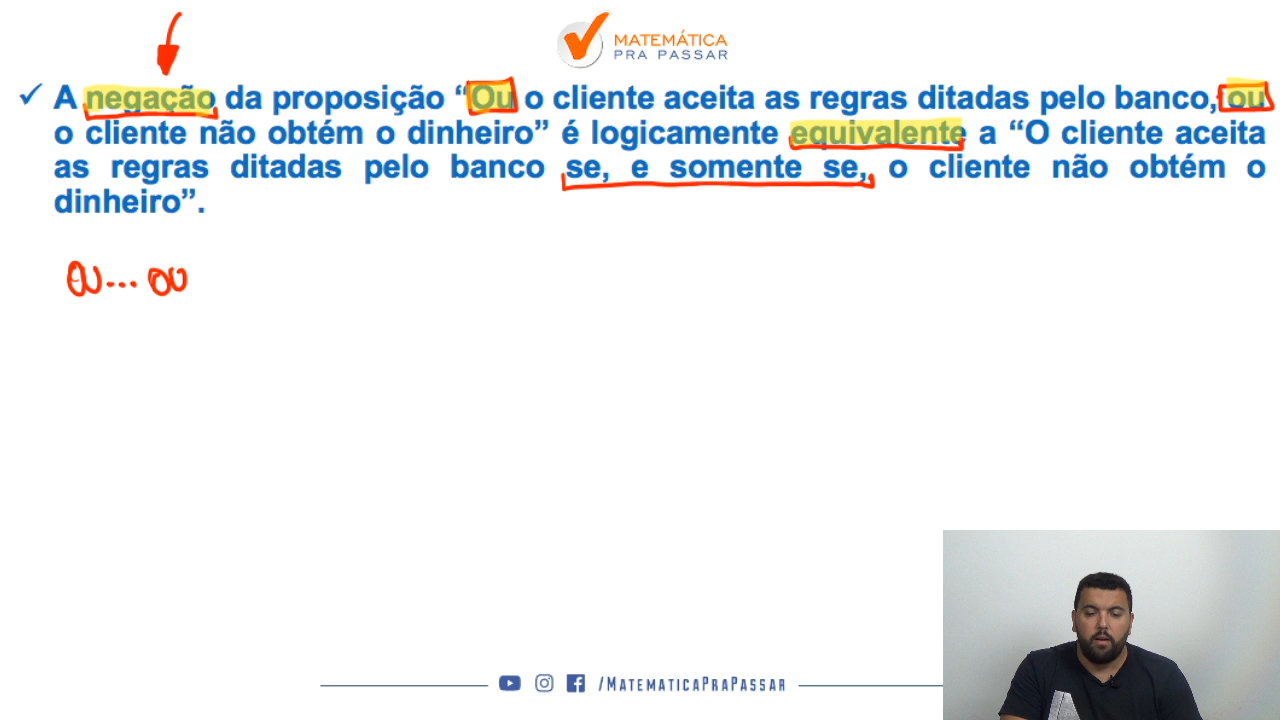 MATEMÁTICA
PRA PASSAR
✓ A negação da proposição “Ou o cliente aceita as regras ditadas pelo banco, ou
o cliente não obtém o dinheiro” é logicamente equivalente a “O cliente aceita
as regras ditadas pelo banco se, e somente se, o cliente não obtém o
dinheiro”.
OU... OU
/MATEMATICAPRAPASSAR